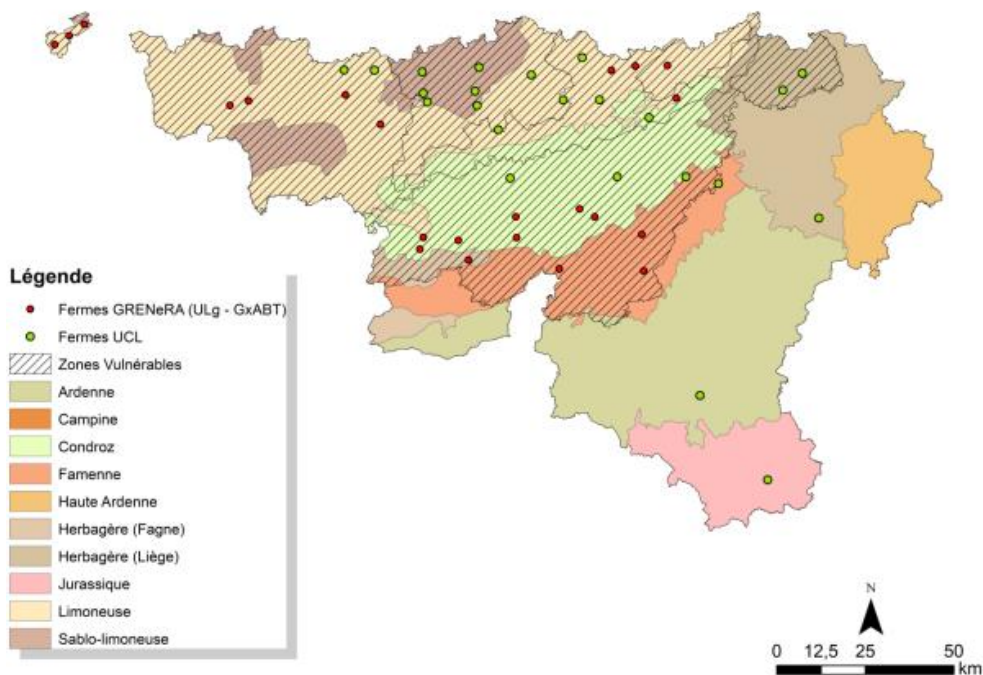 Légende
Fermes GRENeRA (ULg - GxABT)
Fermes UCL
Zones Vulnérables
Ardenne
Campine
Condroz
Famenne
Haute Ardenne
Herbagère (Fagne)
Herbagère (Liège)
Jurassique
Limoneuse
Sablo-limoneuse
N
0 12,5 25 50
km